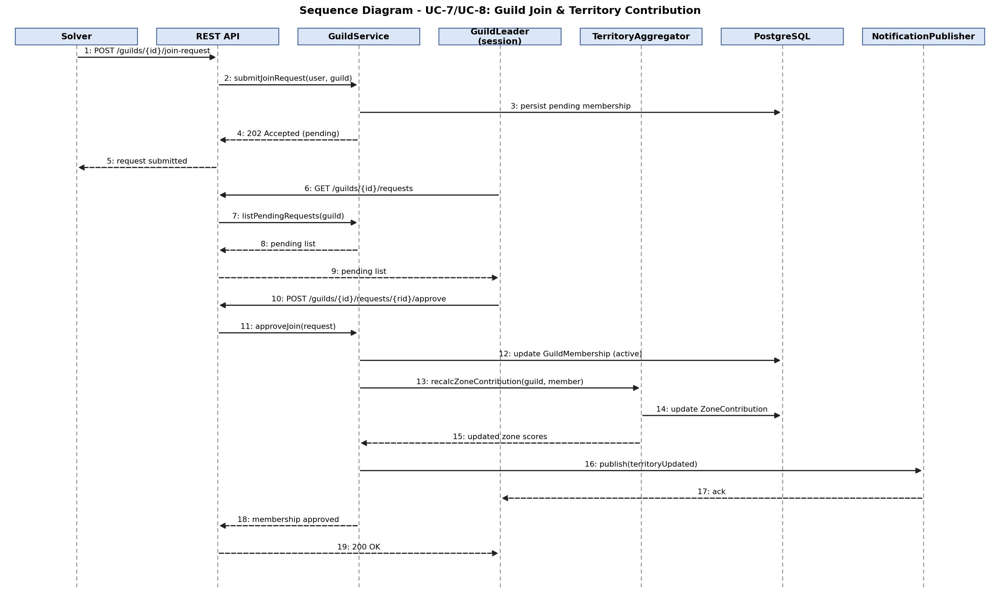 Sequence Diagram - UC-7/UC-8: Guild Join & Territory Contribution
Solver
REST API
GuildService
GuildLeader
(session)
TerritoryAggregator
PostgreSQL
NotificationPublisher
1: POST /guilds/{id}/join-request
2: submitJoinRequest(user, guild)
3: persist pending membership
4: 202 Accepted (pending)
5: request submitted
6: GET /guilds/{id}/requests
7: listPendingRequests(guild)
8: pending list
9: pending list
10: POST /guilds/{id}/requests/{rid}/approve
11: approveJoin(request)
12: update GuildMembership (active)
13: recalcZoneContribution(guild, member)
14: update ZoneContribution
15: updated zone scores
16: publish(territoryUpdated)
17: ack
18: membership approved
19: 200 OK